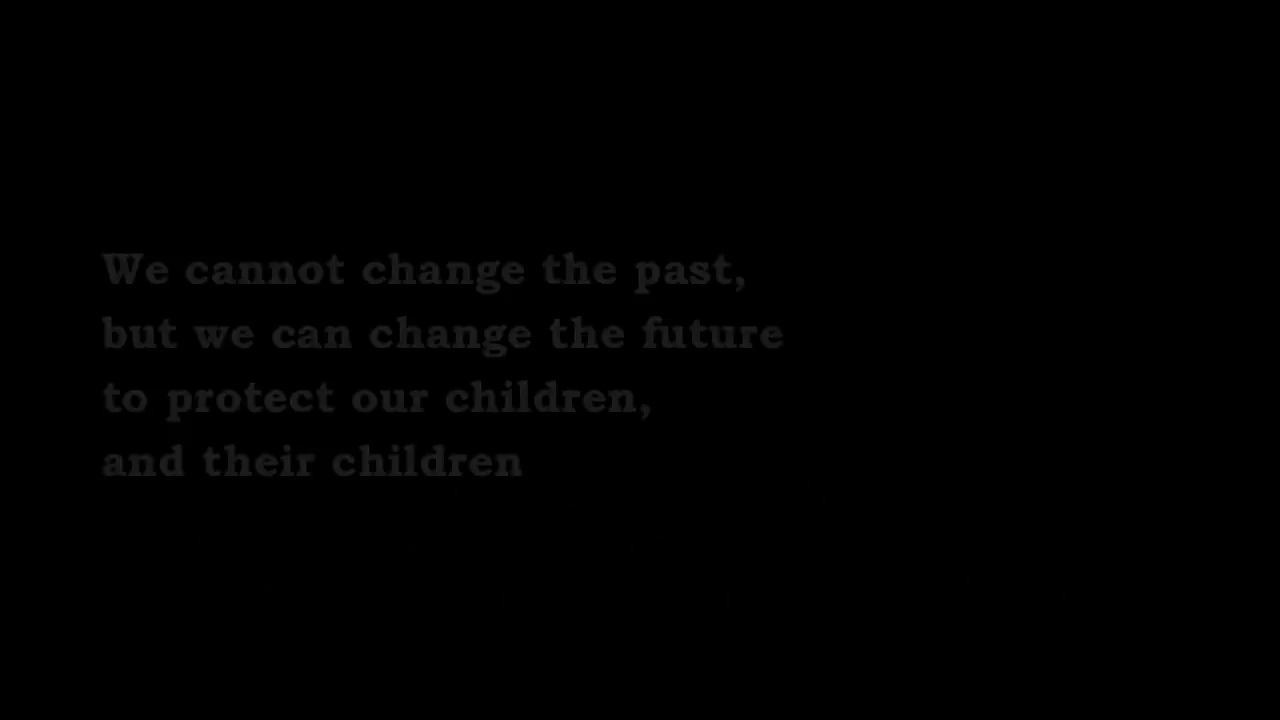 We cannot change the past,
but we can change the future
to protect our children,
and their children